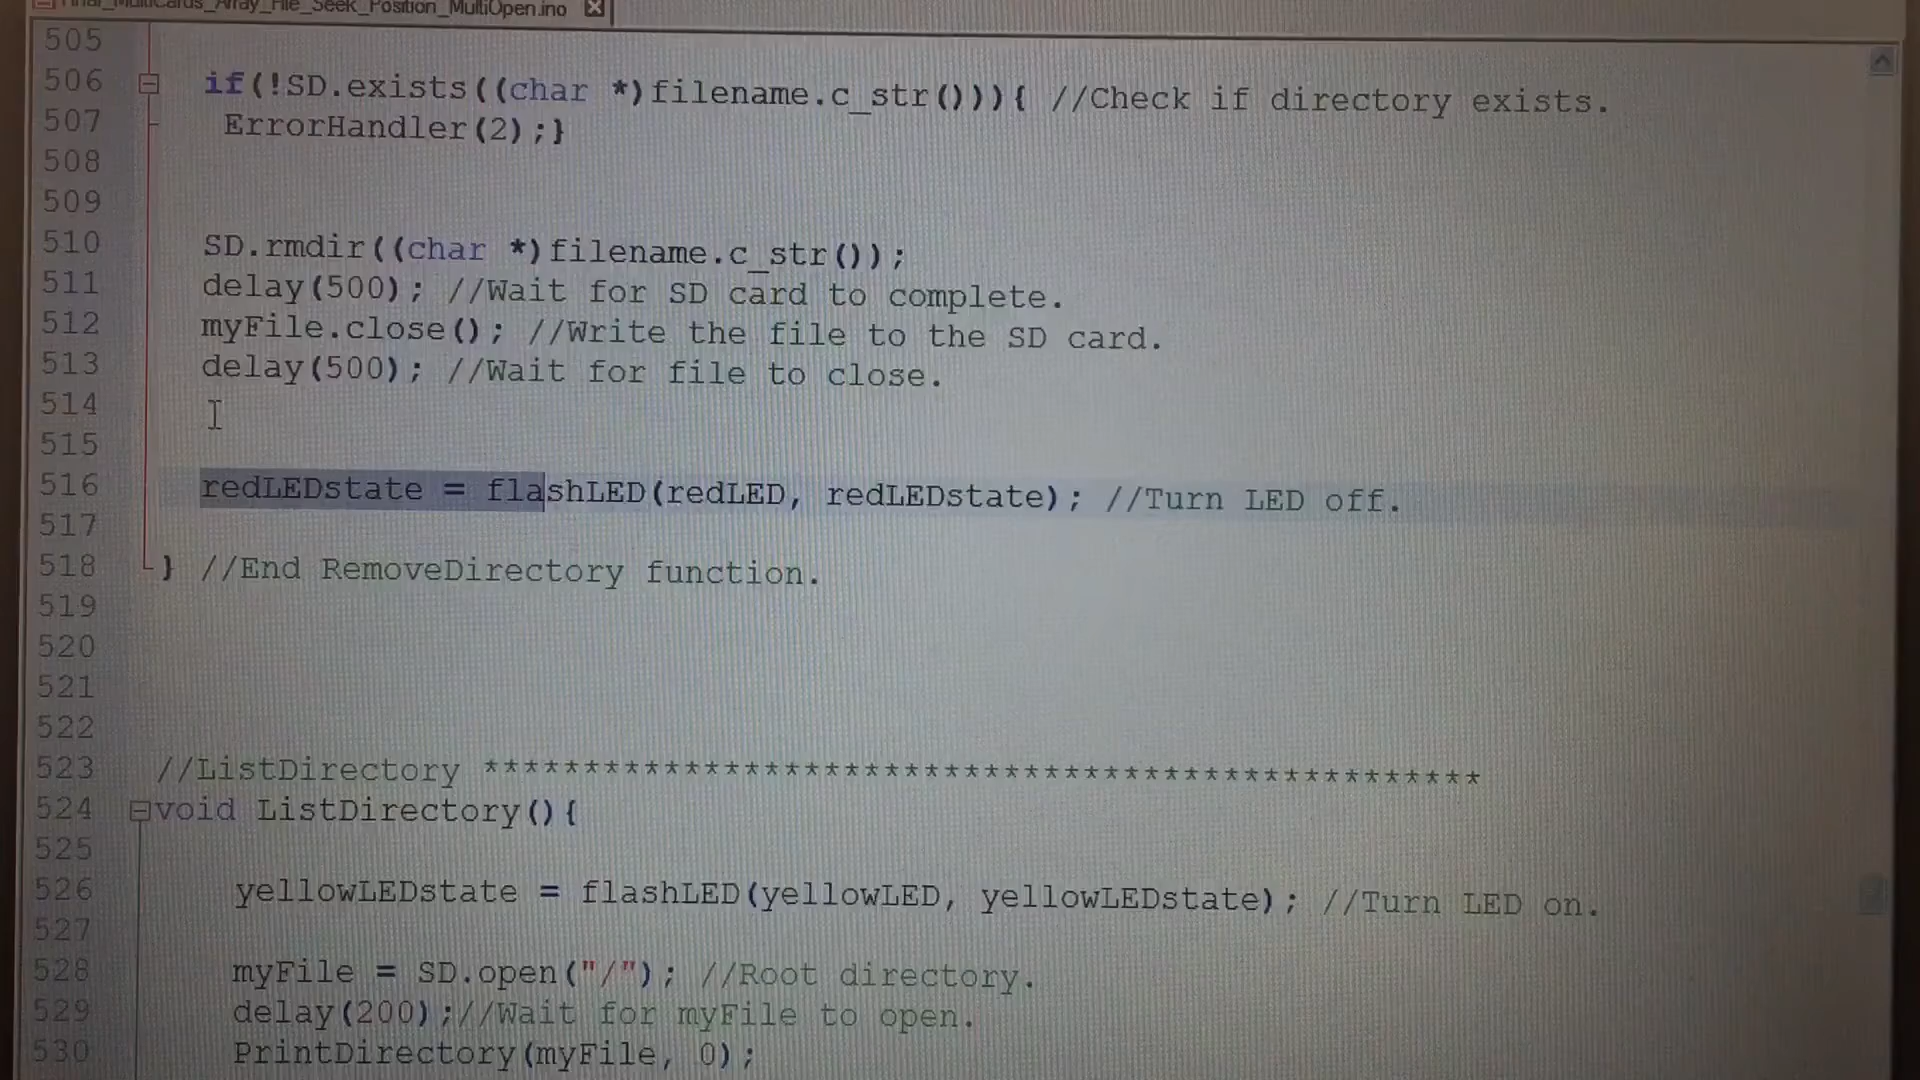 Final_MultiCards_Array_File_Seek_Position_MultiOpen.ino
505
506 if(!SD.exists((char *)filename.c_str())){ //Check if directory exists.
507 ErrorHandler(2);}
508
509
510 SD.rmdir((char *)filename.c_str());
511 delay(500); //Wait for SD card to complete.
512 myFile.close(); //Write the file to the SD card.
513 delay(500); //Wait for file to close.
514
515
516 redLEDstate = flashLED(redLED, redLEDstate); //Turn LED off.
517
518 } //End RemoveDirectory function.
519
520
521
522
523 //ListDirectory **************************************************
524 void ListDirectory(){
525
526 yellowLEDstate = flashLED(yellowLED, yellowLEDstate); //Turn LED on.
527
528 myFile = SD.open("/"); //Root directory.
529 delay(200);//Wait for myFile to open.
530 PrintDirectory(myFile, 0);